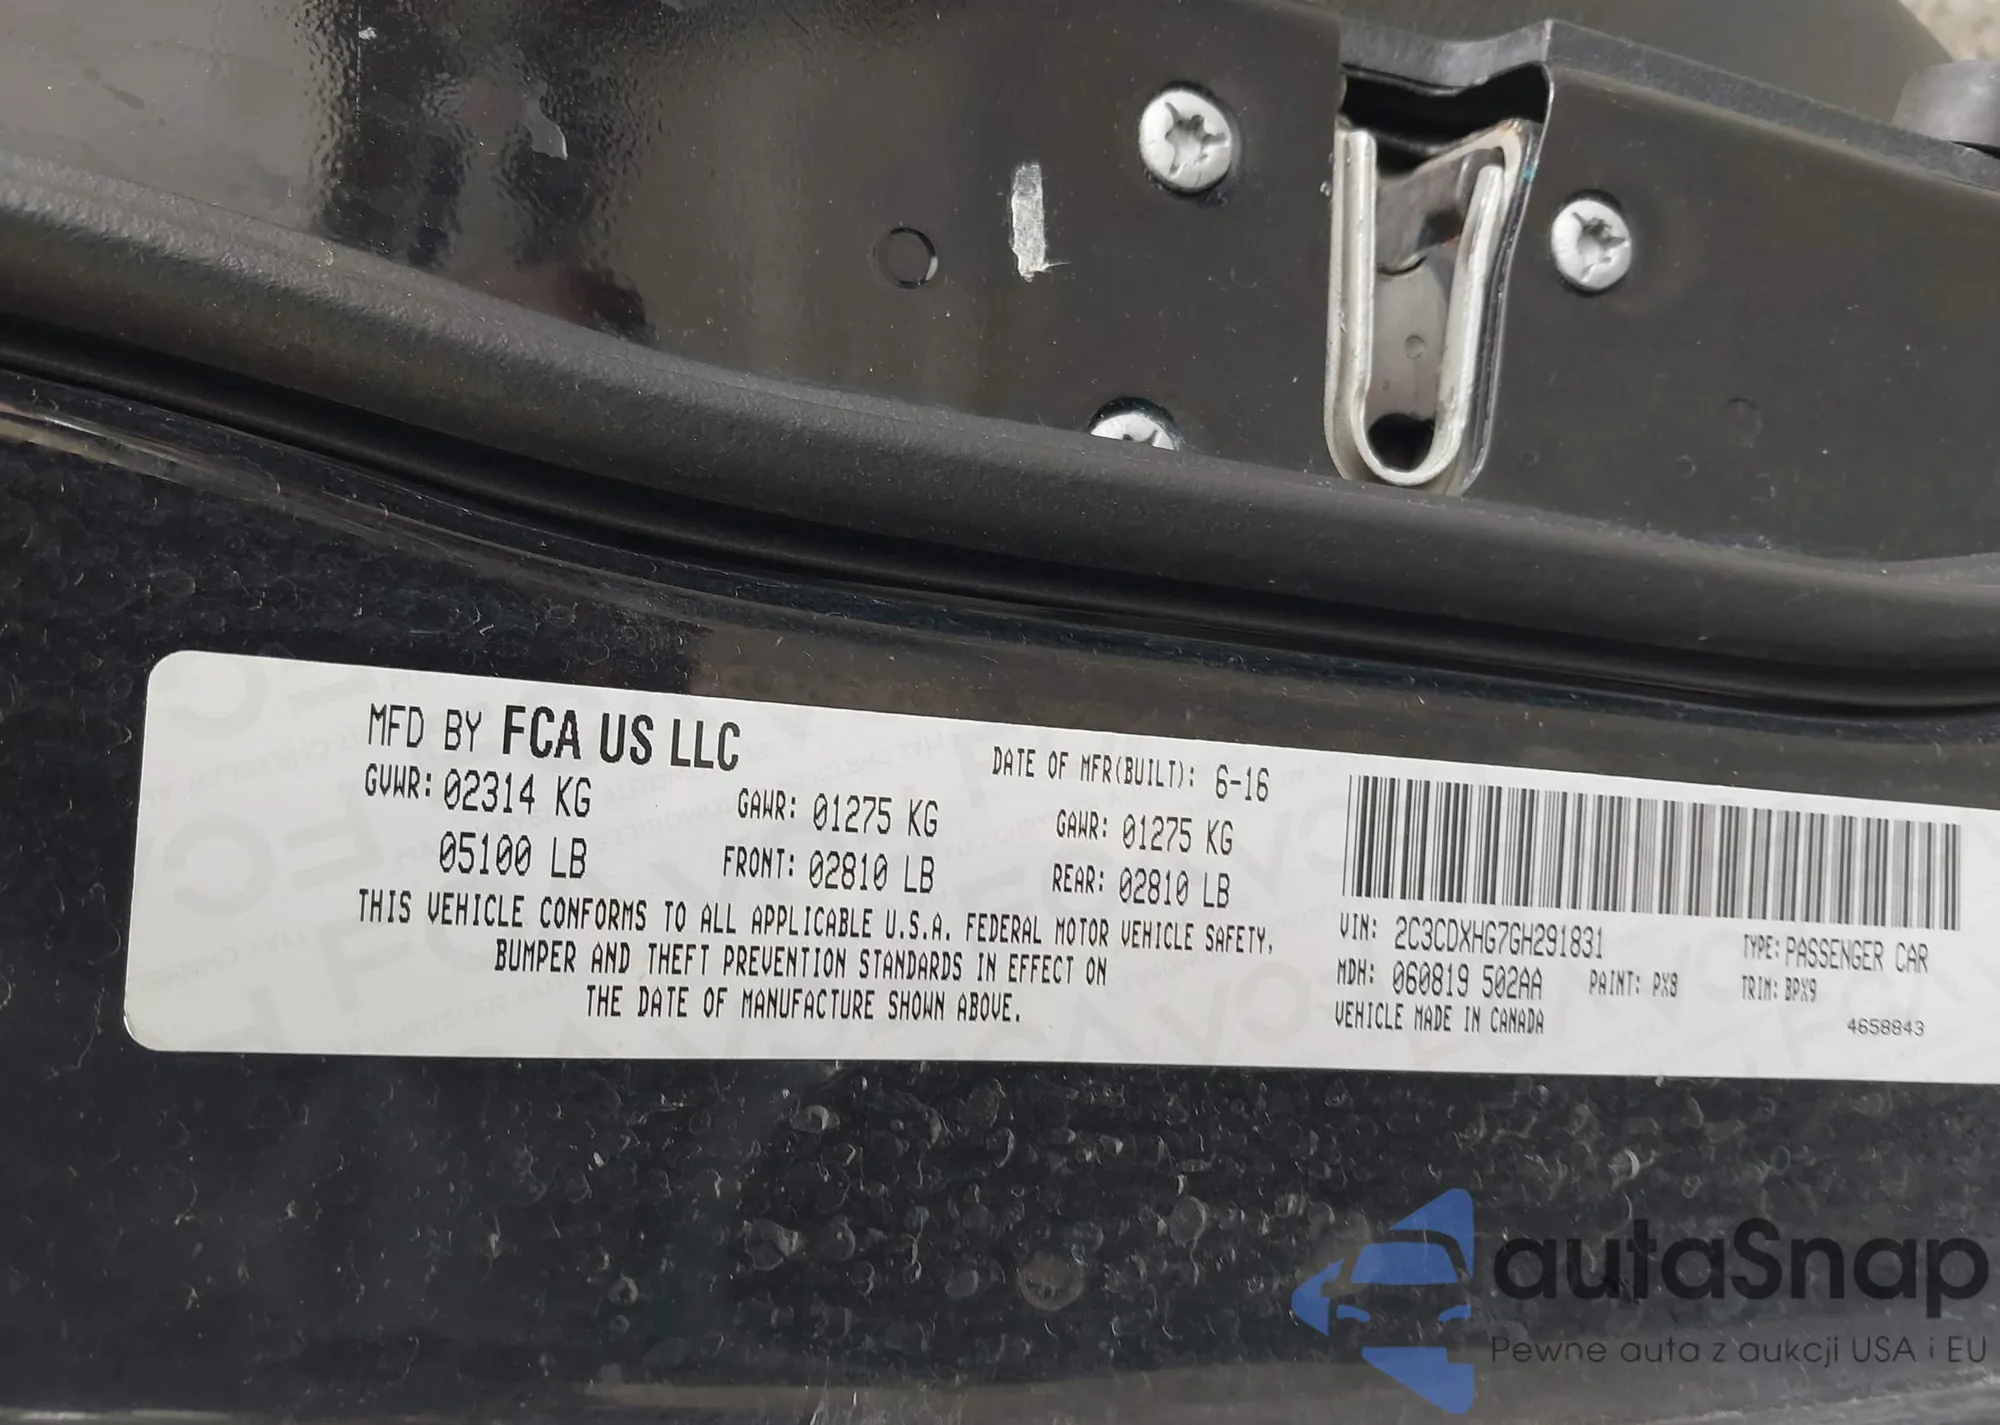 MFD BY FCA US LLC
DATE OF MFR(BUILT): 6-16
GVWR: 02314 KG GAWR: 01275 KG GAWR: 01275 KG
05100 LB FRONT: 02810 LB REAR: 02810 LB
THIS VEHICLE CONFORMS TO ALL APPLICABLE U.S.A. FEDERAL MOTOR VEHICLE SAFETY,
BUMPER AND THEFT PREVENTION STANDARDS IN EFFECT ON
THE DATE OF MANUFACTURE SHOWN ABOVE.
VIN: 2C3CDXHG7GH291831 TYPE: PASSENGER CAR
MDH: 060819 502AA PAINT: PX8 TRIM: BPX9
VEHICLE MADE IN CANADA 4658843
autaSnap
Pewne auta z aukcji USA i EU